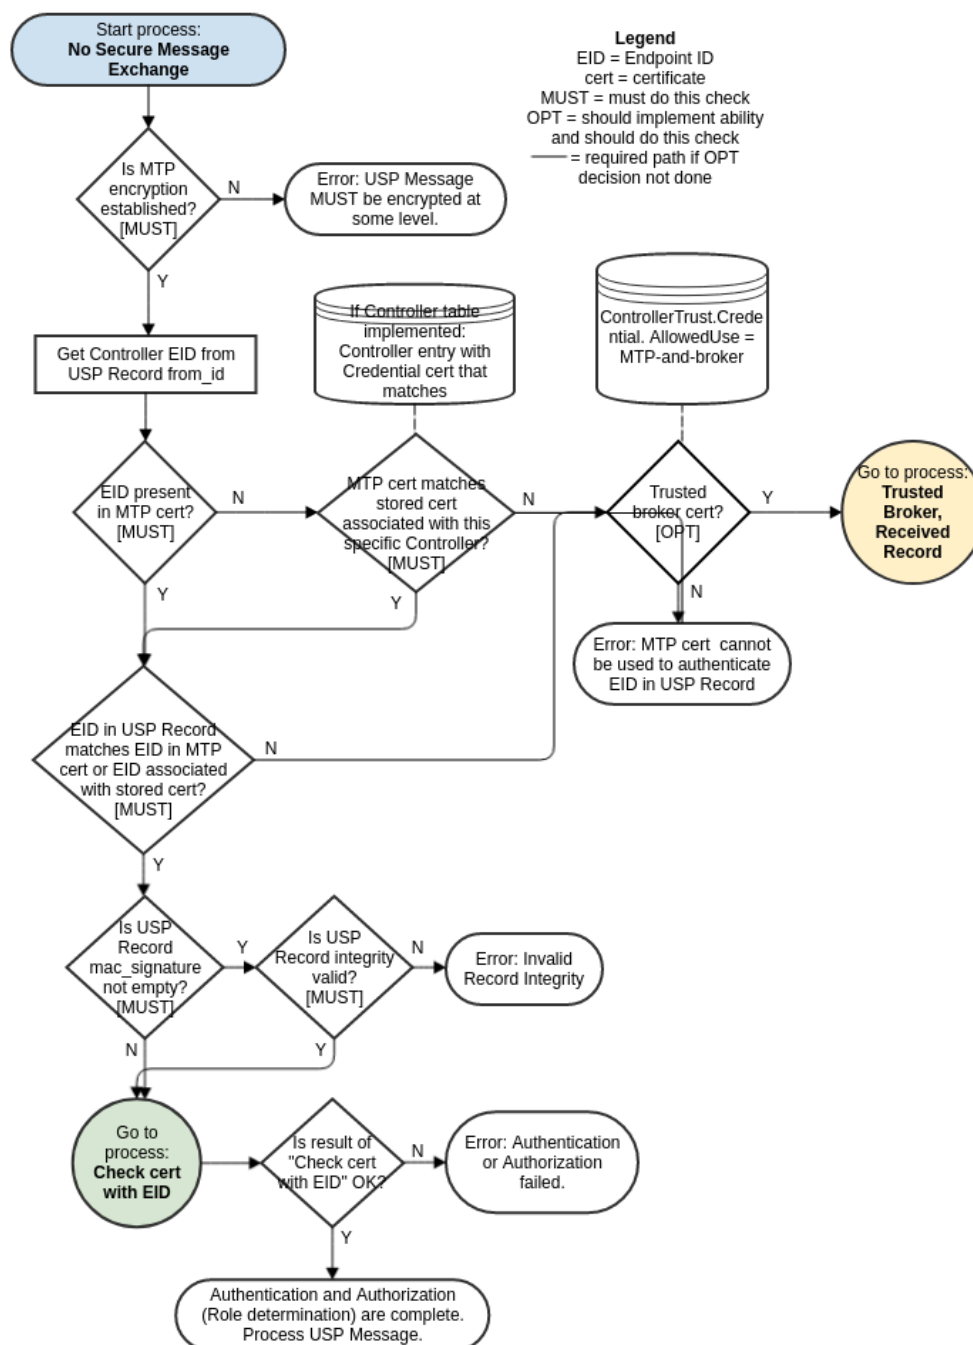 Start process:
No Secure Message
Exchange
Legend
EID = Endpoint ID
cert = certificate
MUST = must do this check
OPT = should implement ability
and should do this check
= required path if OPT
decision not done
Is MTP
encryption
established?
[MUST]
N
Error: USP Message
MUST be encrypted at
some level.
Y
Get Controller EID from
USP Record from_id
If Controller table
implemented:
Controller entry with
Credential cert that
matches
ControllerTrust.Crede
ntial. AllowedUse =
MTP-and-broker
EID present
in MTP cert?
[MUST]
N
MTP cert matches
stored cert
associated with this
specific Controller?
[MUST]
N
Trusted
broker cert?
[OPT]
Y
Go to process:
Trusted
Broker,
Received
Record
Y
Y
N
Error: MTP cert cannot
be used to authenticate
EID in USP Record
EID in USP Record
matches EID in MTP
cert or EID associated
with stored cert?
[MUST]
N
Y
Is USP
Record
mac_signature
not empty?
[MUST]
Y
Is USP
Record integrity
valid?
[MUST]
N
Error: Invalid
Record Integrity
N
Y
Go to
process:
Check cert
with EID
Is result of
"Check cert
with EID" OK?
N
Error: Authentication
or Authorization
failed.
Y
Authentication and Authorization
(Role determination) are complete.
Process USP Message.